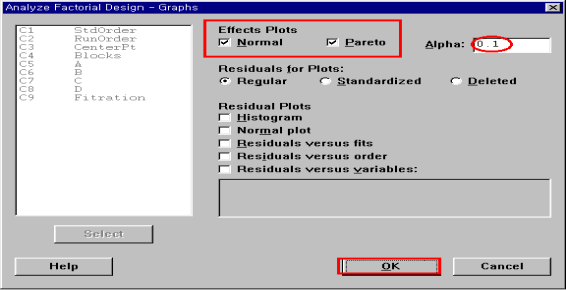 Analyze Factorial Design - Graphs
C1 StdOrder
C2 RunOrder
C3 CenterPt
C4 Blocks
C5 A
C6 B
C7 C
C8 D
C9 Fitration
Select
Effects Plots
Normal
Pareto
Alpha: 0.1
Residuals for Plots:
Regular
Standardized
Deleted
Residual Plots
Histogram
Normal plot
Residuals versus fits
Residuals versus order
Residuals versus variables:
Help
OK
Cancel